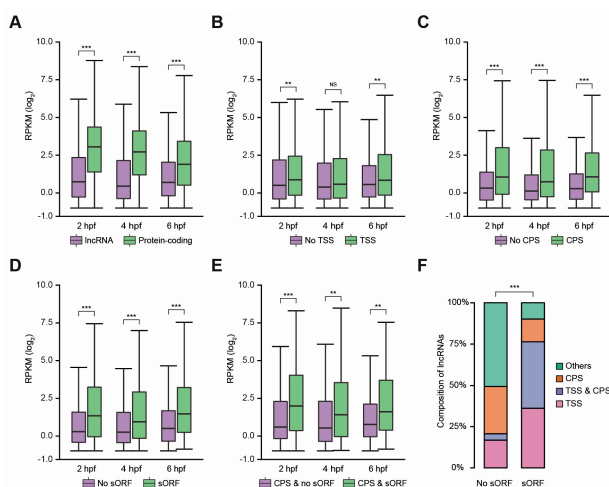 A
RPKM (log2)
10.0
7.5
5.0
2.5
0
-1.0
***
***
***
2 hpf
4 hpf
6 hpf
lncRNA
Protein-coding
B
RPKM (log2)
10.0
7.5
5.0
2.5
0
-1.0
**
NS
**
2 hpf
4 hpf
6 hpf
No TSS
TSS
C
RPKM (log2)
10.0
7.5
5.0
2.5
0
-1.0
***
***
***
2 hpf
4 hpf
6 hpf
No CPS
CPS
D
RPKM (log2)
10.0
7.5
5.0
2.5
0
-1.0
***
***
***
2 hpf
4 hpf
6 hpf
No sORF
sORF
E
RPKM (log2)
10.0
7.5
5.0
2.5
0
-1.0
***
**
**
2 hpf
4 hpf
6 hpf
CPS & no sORF
CPS & sORF
F
Composition of lncRNAs
100%
75%
50%
25%
0%
***
No sORF
sORF
Others
CPS
TSS & CPS
TSS